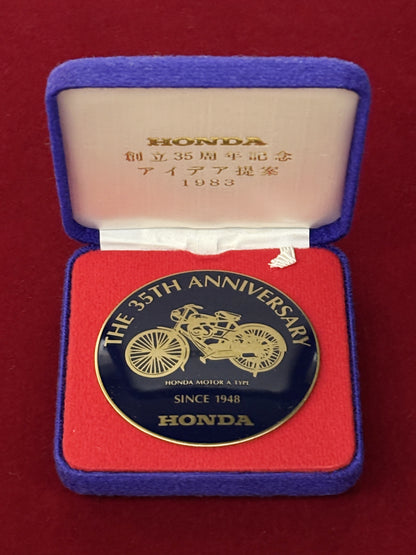 HONDA
創立35周年記念
アイデア提案
1983
THE 35TH ANNIVERSARY
HONDA MOTOR A TYPE
SINCE 1948
HONDA